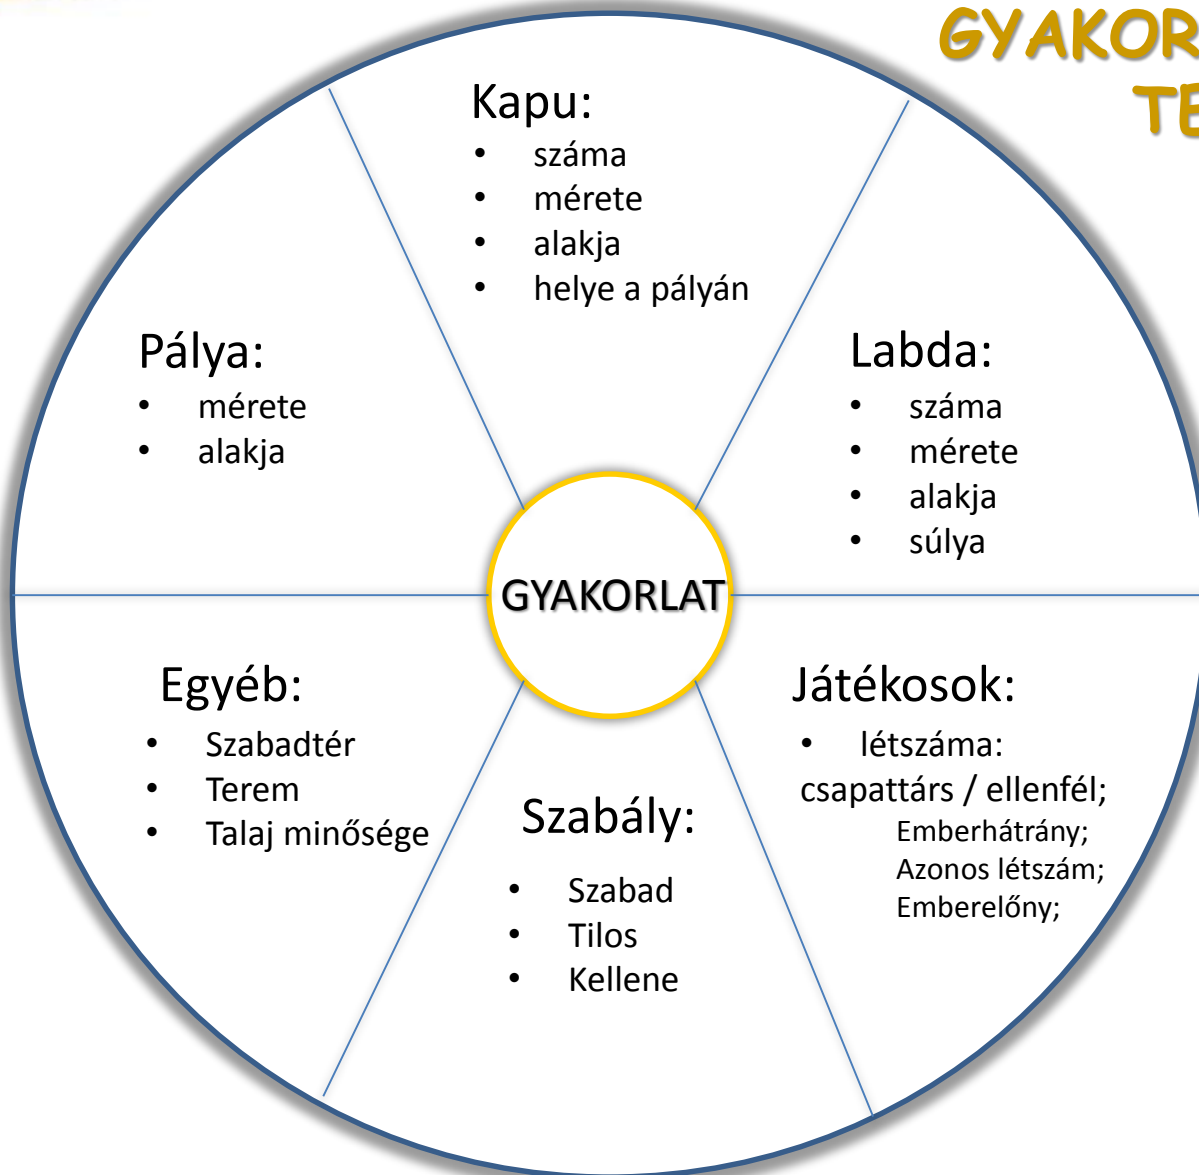 GYAKOR
TE
Kapu:
• száma
• mérete
• alakja
• helye a pályán
Pálya:
• mérete
• alakja
Labda:
• száma
• mérete
• alakja
• súlya
GYAKORLAT
Egyéb:
• Szabadtér
• Terem
• Talaj minősége
Szabály:
• Szabad
• Tilos
• Kellene
Játékosok:
• létszáma:
csapattárs / ellenfél;
Emberhátrány;
Azonos létszám;
Emberelőny;